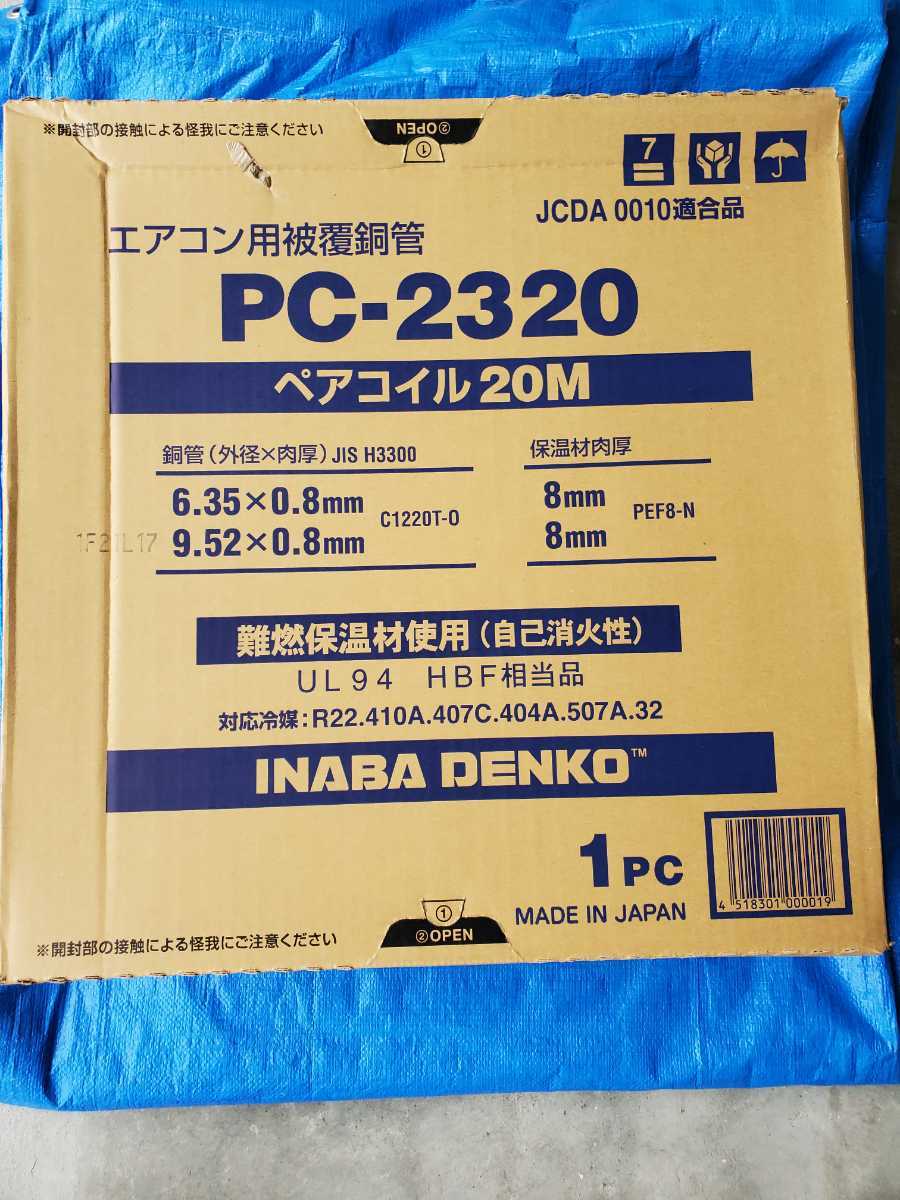 ※開封部の接触による怪我にご注意ください
②OPEN
①
7
JCDA 0010適合品
エアコン用被覆銅管
PC-2320
ペアコイル20M
銅管(外径×肉厚)JIS H3300
保温材肉厚
6.35×0.8mm
9.52×0.8mm
C1220T-O
8mm
8mm
PEF8-N
難燃保温材使用(自己消火性)
UL94 HBF相当品
対応冷媒:R22.410A.407C.404A.507A.32
INABA DENKO™
1PC
MADE IN JAPAN
4 518301 000019
①
②OPEN
※開封部の接触による怪我にご注意ください